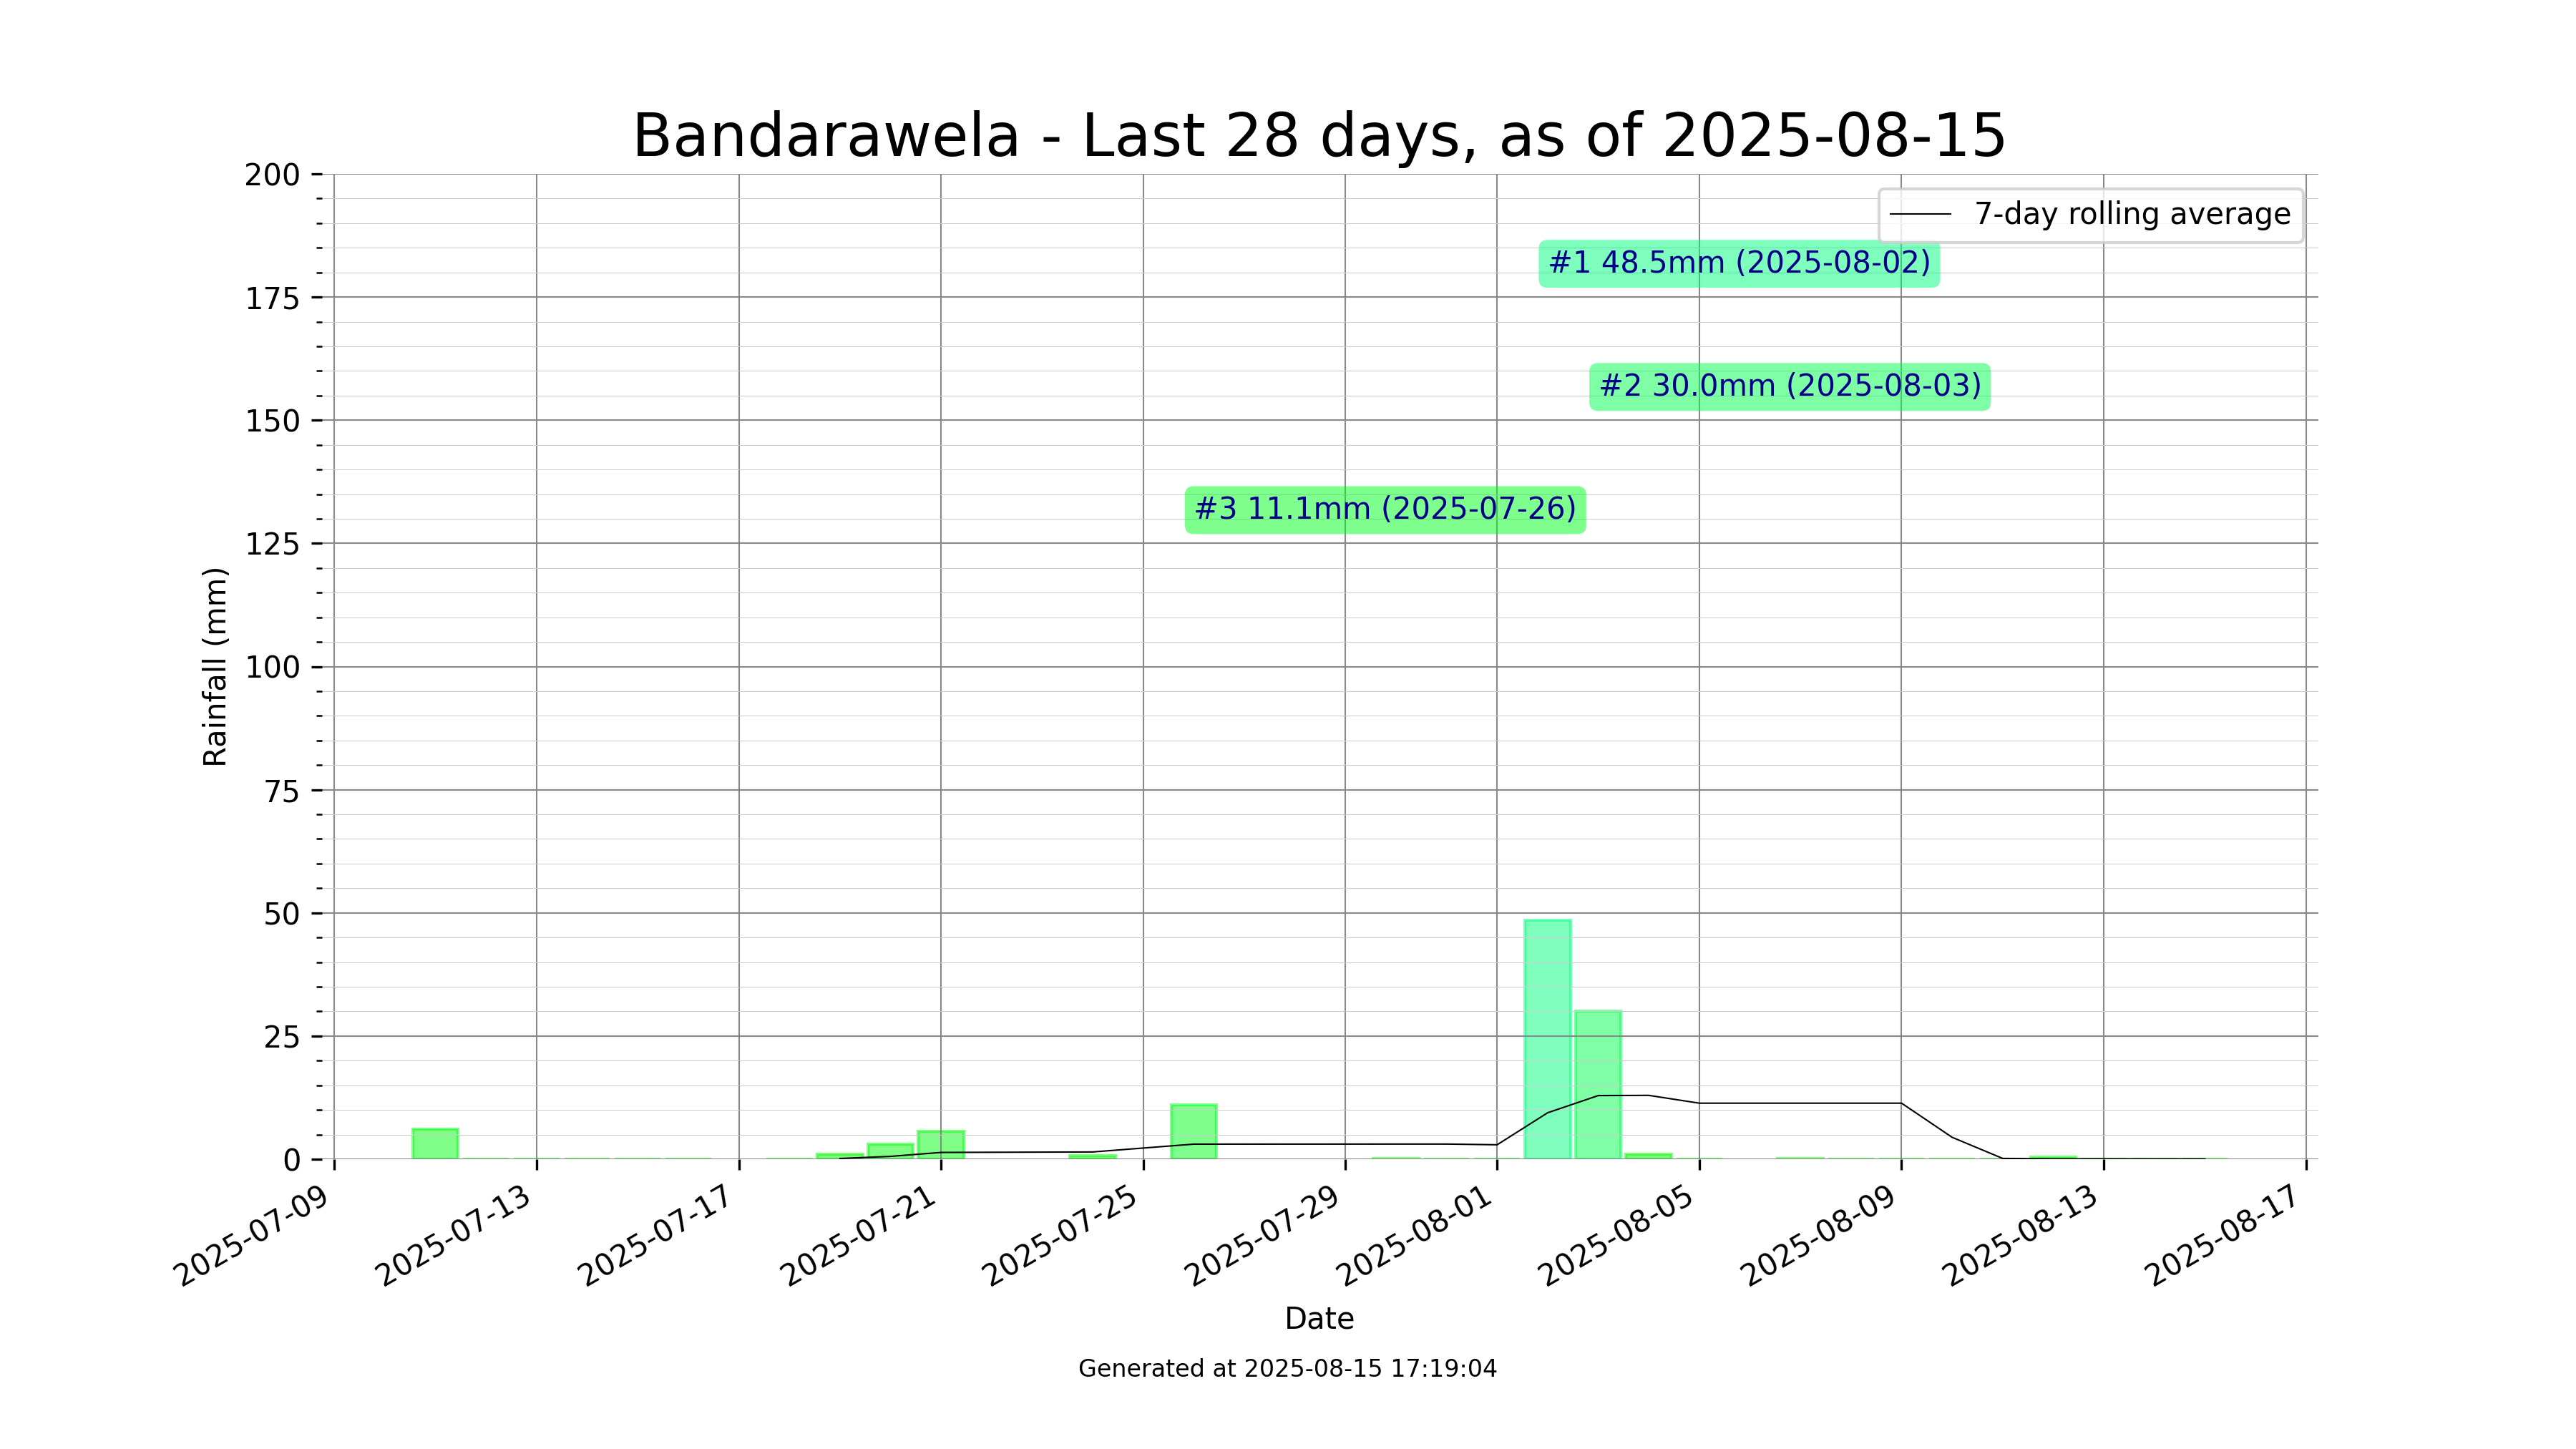 Bandarawela - Last 28 days, as of 2025-08-15
200
175
150
125
100
75
50
25
0
Rainfall (mm)
7-day rolling average
#1 48.5mm (2025-08-02)
#2 30.0mm (2025-08-03)
#3 11.1mm (2025-07-26)
2025-07-09
2025-07-13
2025-07-17
2025-07-21
2025-07-25
2025-07-29
2025-08-01
2025-08-05
2025-08-09
2025-08-13
2025-08-17
Date
Generated at 2025-08-15 17:19:04